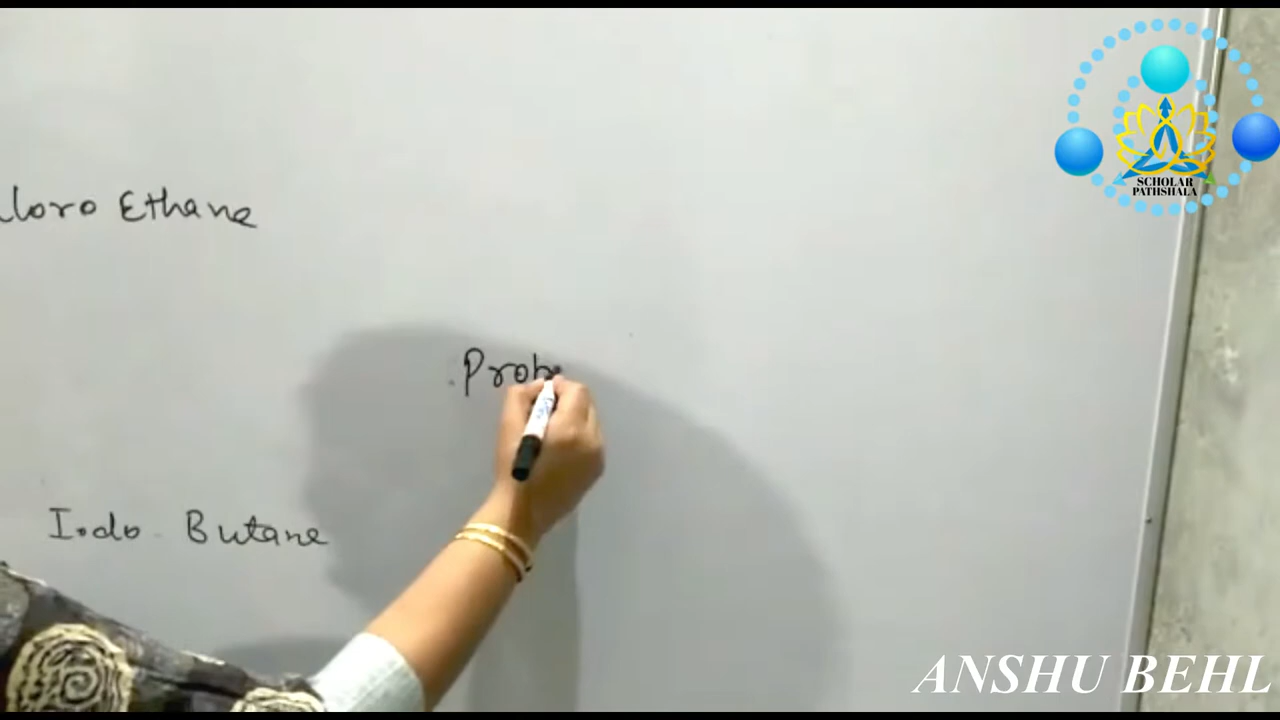 SCHOLAR
PATHSHALA
loro Ethane
Prob
Iodo Butane
ANSHU BEHL